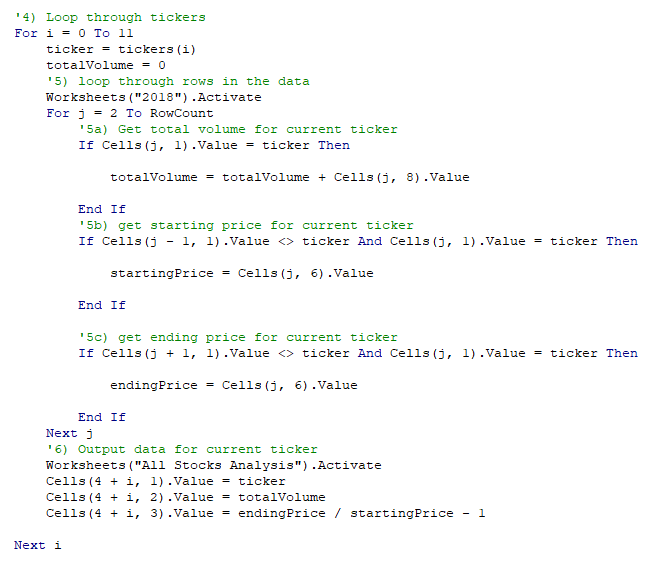 '4) Loop through tickers
For i = 0 To 11
    ticker = tickers(i)
    totalVolume = 0
    '5) loop through rows in the data
    Worksheets("2018").Activate
    For j = 2 To RowCount
        '5a) Get total volume for current ticker
        If Cells(j, 1).Value = ticker Then
            totalVolume = totalVolume + Cells(j, 8).Value
        End If
        '5b) get starting price for current ticker
        If Cells(j - 1, 1).Value <> ticker And Cells(j, 1).Value = ticker Then
            startingPrice = Cells(j, 6).Value
        End If
        '5c) get ending price for current ticker
        If Cells(j + 1, 1).Value <> ticker And Cells(j, 1).Value = ticker Then
            endingPrice = Cells(j, 6).Value
        End If
    Next j
    '6) Output data for current ticker
    Worksheets("All Stocks Analysis").Activate
    Cells(4 + i, 1).Value = ticker
    Cells(4 + i, 2).Value = totalVolume
    Cells(4 + i, 3).Value = endingPrice / startingPrice - 1
Next i